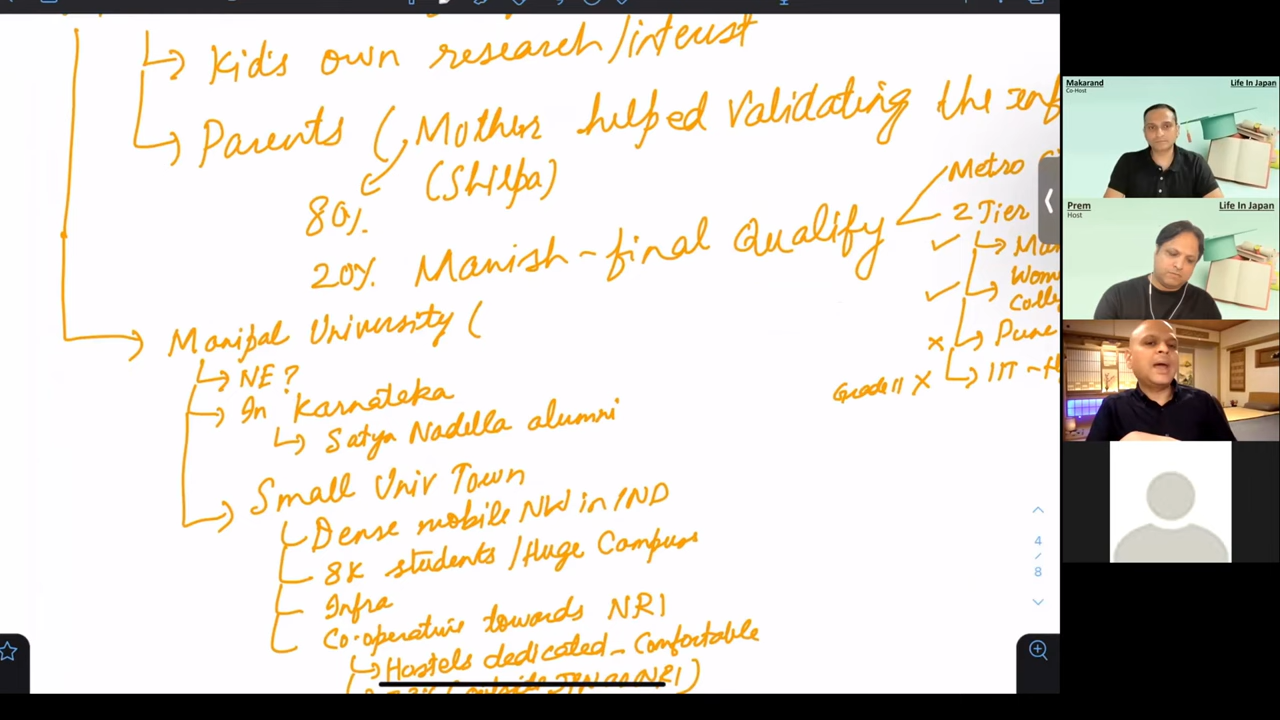 Kids own research/interest
Parents (Mother helped validating the
(Shilpa)
80%
20% Manish - final Qualify
Metro
2 Tier
Pune
Grade 11 X
IIT - H
Manipal University (
NE ?
In Karnateka
Satya Nadella alumni
Small Univ Town
Dense mobile NW in IND
8K students / Huge Campus
Infra
Co-operative towards NRI
Hostels dedicated - Comfortable
4
/
8
Makarand
Co-Host
Life In Japan
Prem
Host
Life In Japan